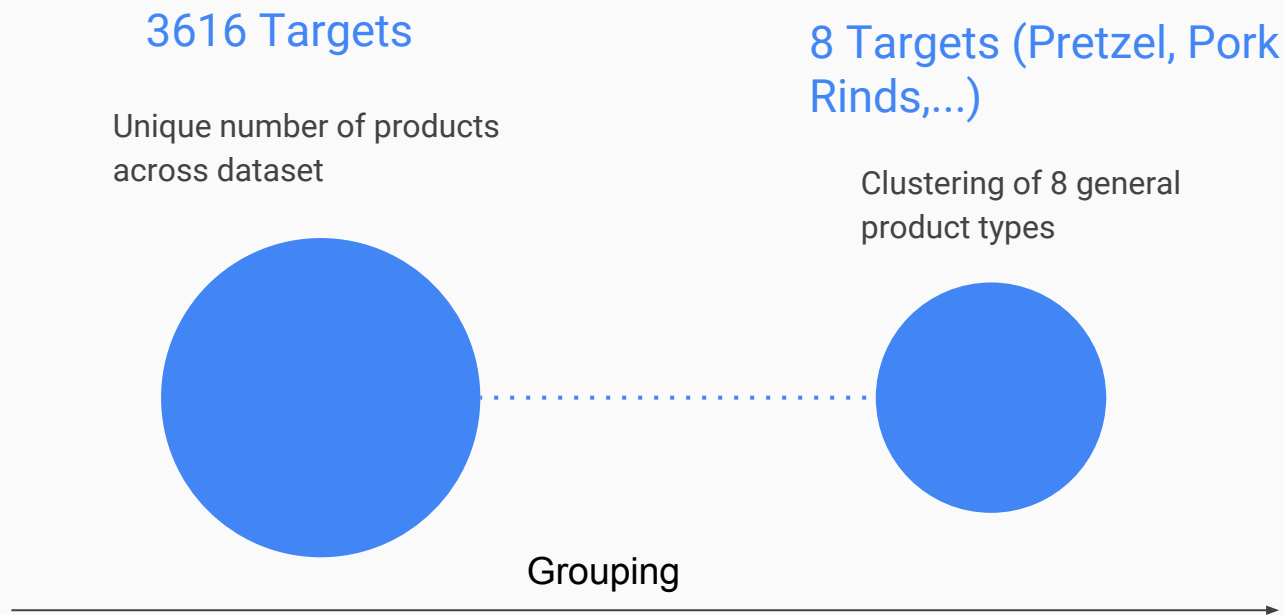 3616 Targets
Unique number of products
across dataset
8 Targets (Pretzel, Pork
Rinds,...)
Clustering of 8 general
product types
Grouping